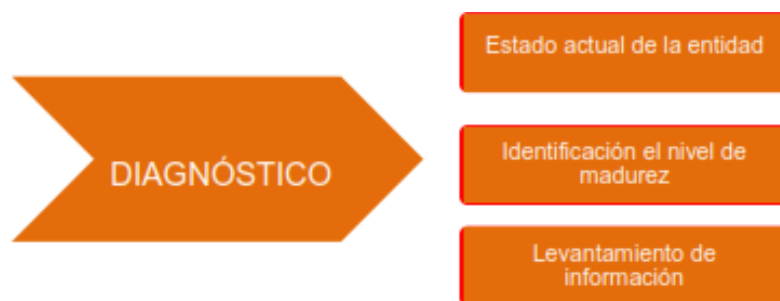 DIAGNÓSTICO
Estado actual de la entidad
Identificación el nivel de
madurez
Levantamiento de
información